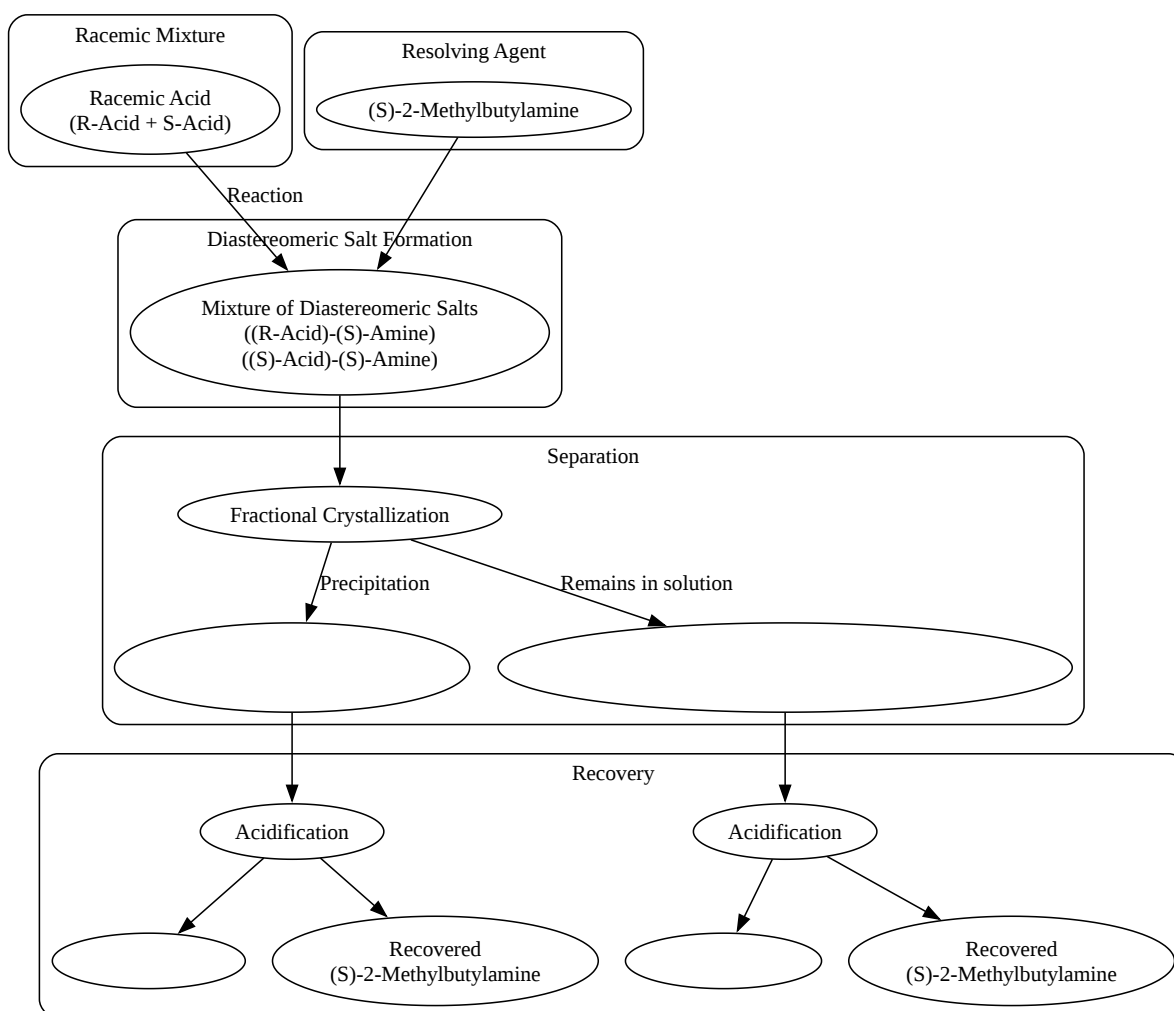 Racemic Mixture
Racemic Acid
(R-Acid + S-Acid)
Resolving Agent
(S)-2-Methylbutylamine
Reaction
Diastereomeric Salt Formation
Mixture of Diastereomeric Salts
((R-Acid)-(S)-Amine)
((S)-Acid)-(S)-Amine)
Separation
Fractional Crystallization
Precipitation
Remains in solution
Recovery
Acidification
Acidification
Recovered
(S)-2-Methylbutylamine
Recovered
(S)-2-Methylbutylamine